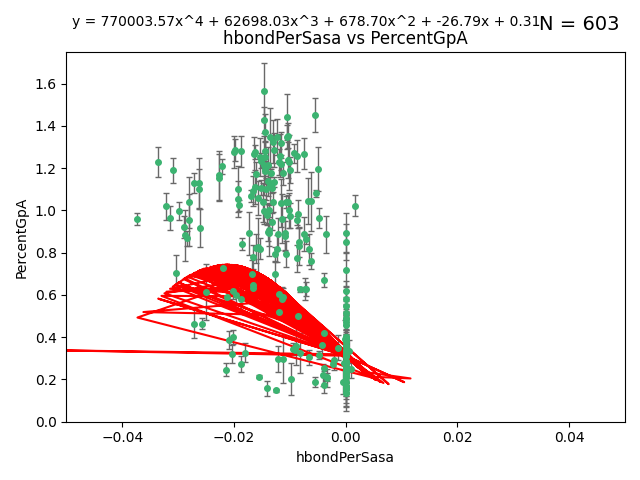 y = 770003.57x^4 + 62698.03x^3 + 678.70x^2 + -26.79x + 0.31
N = 603
hbondPerSasa vs PercentGpA
PercentGpA
1.6
1.4
1.2
1.0
0.8
0.6
0.4
0.2
0.0
−0.04 −0.02 0.00 0.02 0.04
hbondPerSasa